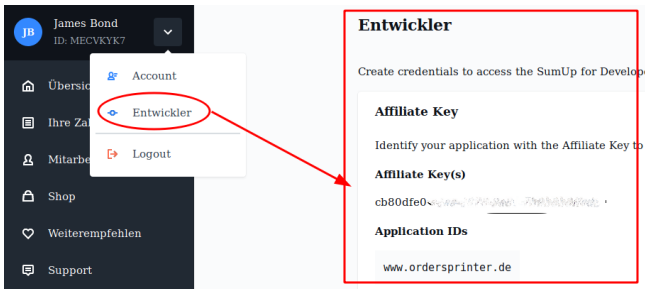 JB
James Bond
ID: MECVKYK7
Account
Entwickler
Logout
Übersic
Ihre Zal
Mitarbe
Shop
Weiterempfehlen
Support
Entwickler
Create credentials to access the SumUp for Develope
Affiliate Key
Identify your application with the Affiliate Key to
Affiliate Key(s)
cb80dfe0
Application IDs
www.ordersprinter.de